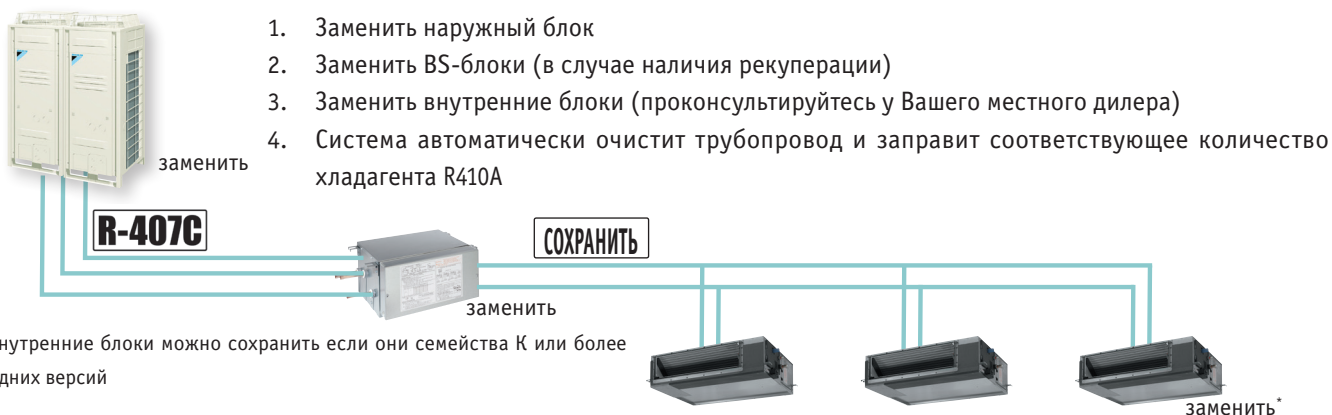 1. Заменить наружный блок
2. Заменить BS-блоки (в случае наличия рекуперации)
3. Заменить внутренние блоки (проконсультируйтесь у Вашего местного дилера)
4. Система автоматически очистит трубопровод и заправит соответствующее количество
хладагента R410A
заменить
R-407C
СОХРАНИТЬ
заменить
нутренние блоки можно сохранить если они семейства К или более
дних версий
заменить*